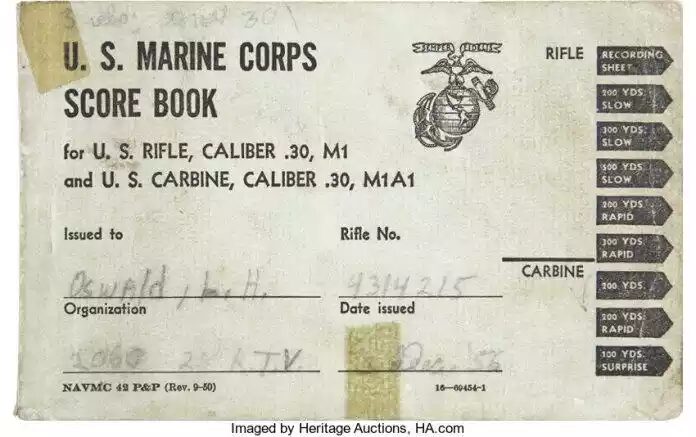 U. S. MARINE CORPS
SCORE BOOK
for U. S. RIFLE, CALIBER .30, M1
and U. S. CARBINE, CALIBER .30, M1A1
SEMPER FIDELIS
RIFLE
RECORDING SHEET
200 YDS. SLOW
300 YDS. SLOW
500 YDS. SLOW
200 YDS. RAPID
300 YDS. RAPID
CARBINE
200 YDS.
200 YDS. RAPID
100 YDS. SURPRISE
Issued to
Rifle No.
Oswald, L. H.
4314215
Organization
Date issued
2060
Dec. 56
NAVMC 42 P&P (Rev. 9-50)
16—60454-1
Imaged by Heritage Auctions, HA.com